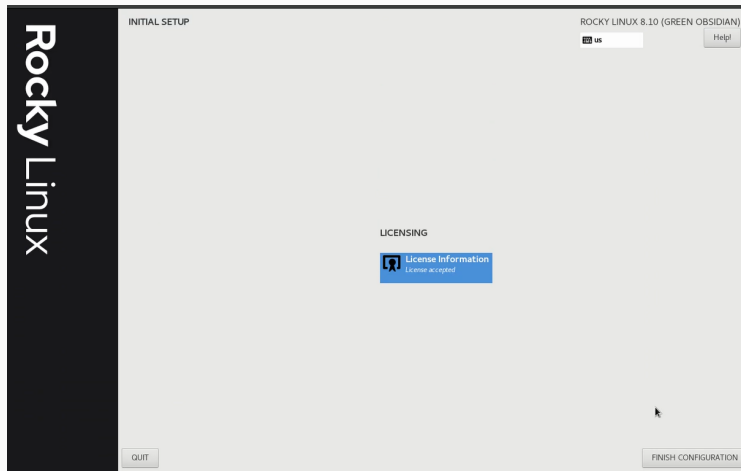 Rocky Linux
INITIAL SETUP
ROCKY LINUX 8.10 (GREEN OBSIDIAN)
us
Help!
LICENSING
License Information
License accepted
QUIT
FINISH CONFIGURATION